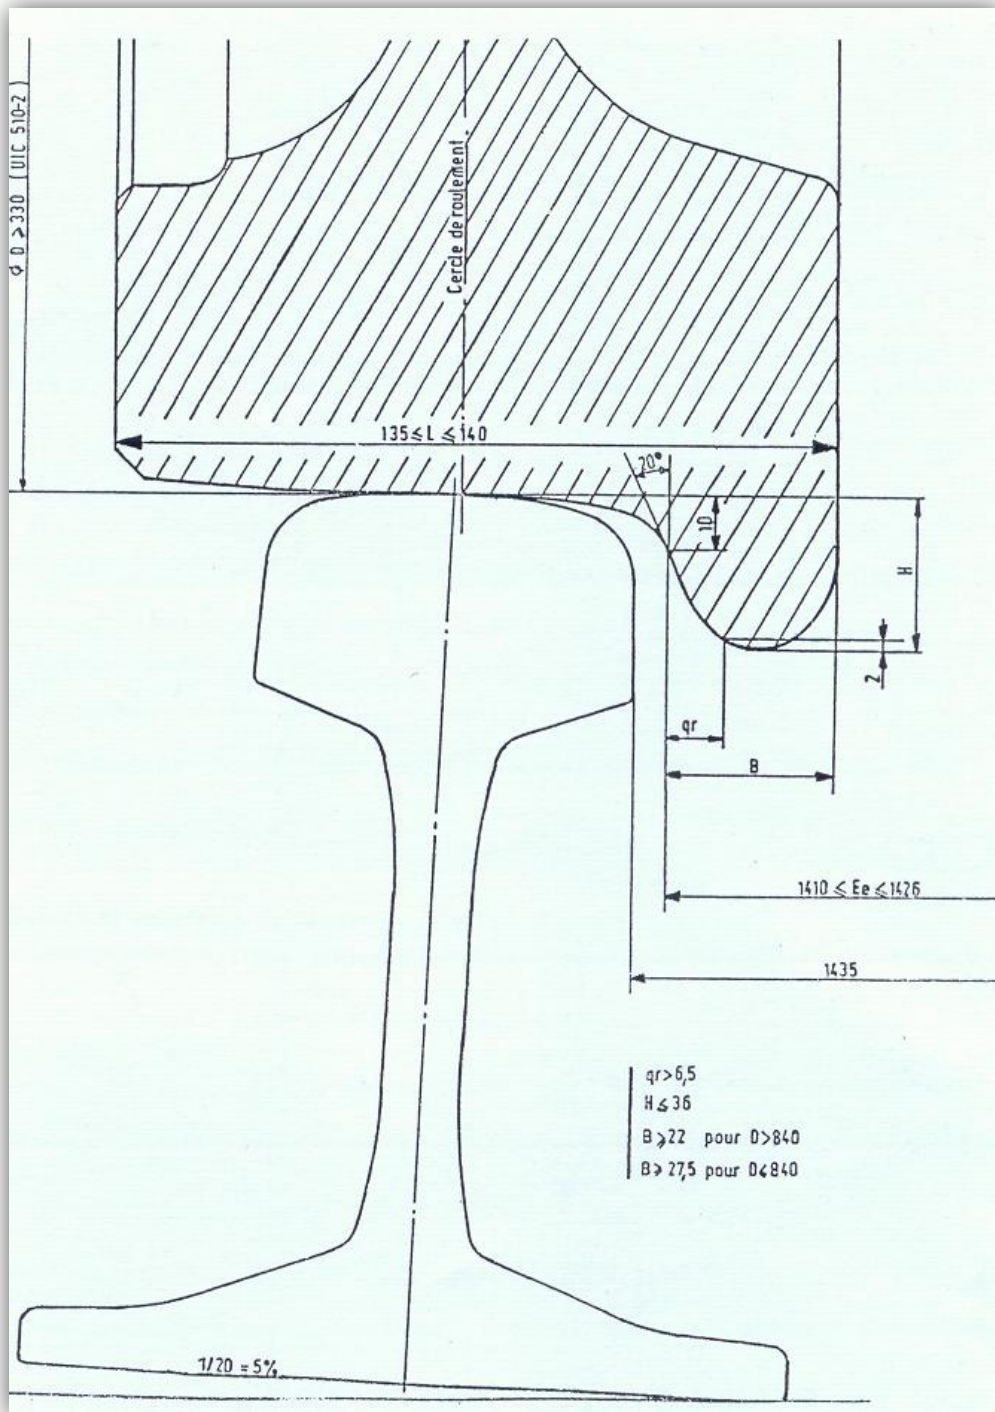 φ D ⩾ 330 ( UIC 510-2 )
Cercle de roulement.
135 ⩽ L ⩽ 140
20°
10
H
2
qr
B
1410 ⩽ Ee ⩽ 1426
1435
qr>6,5
H ⩽ 36
B ⩾ 22 pour D>840
B ⩾ 27,5 pour D⩽840
1/20 = 5%